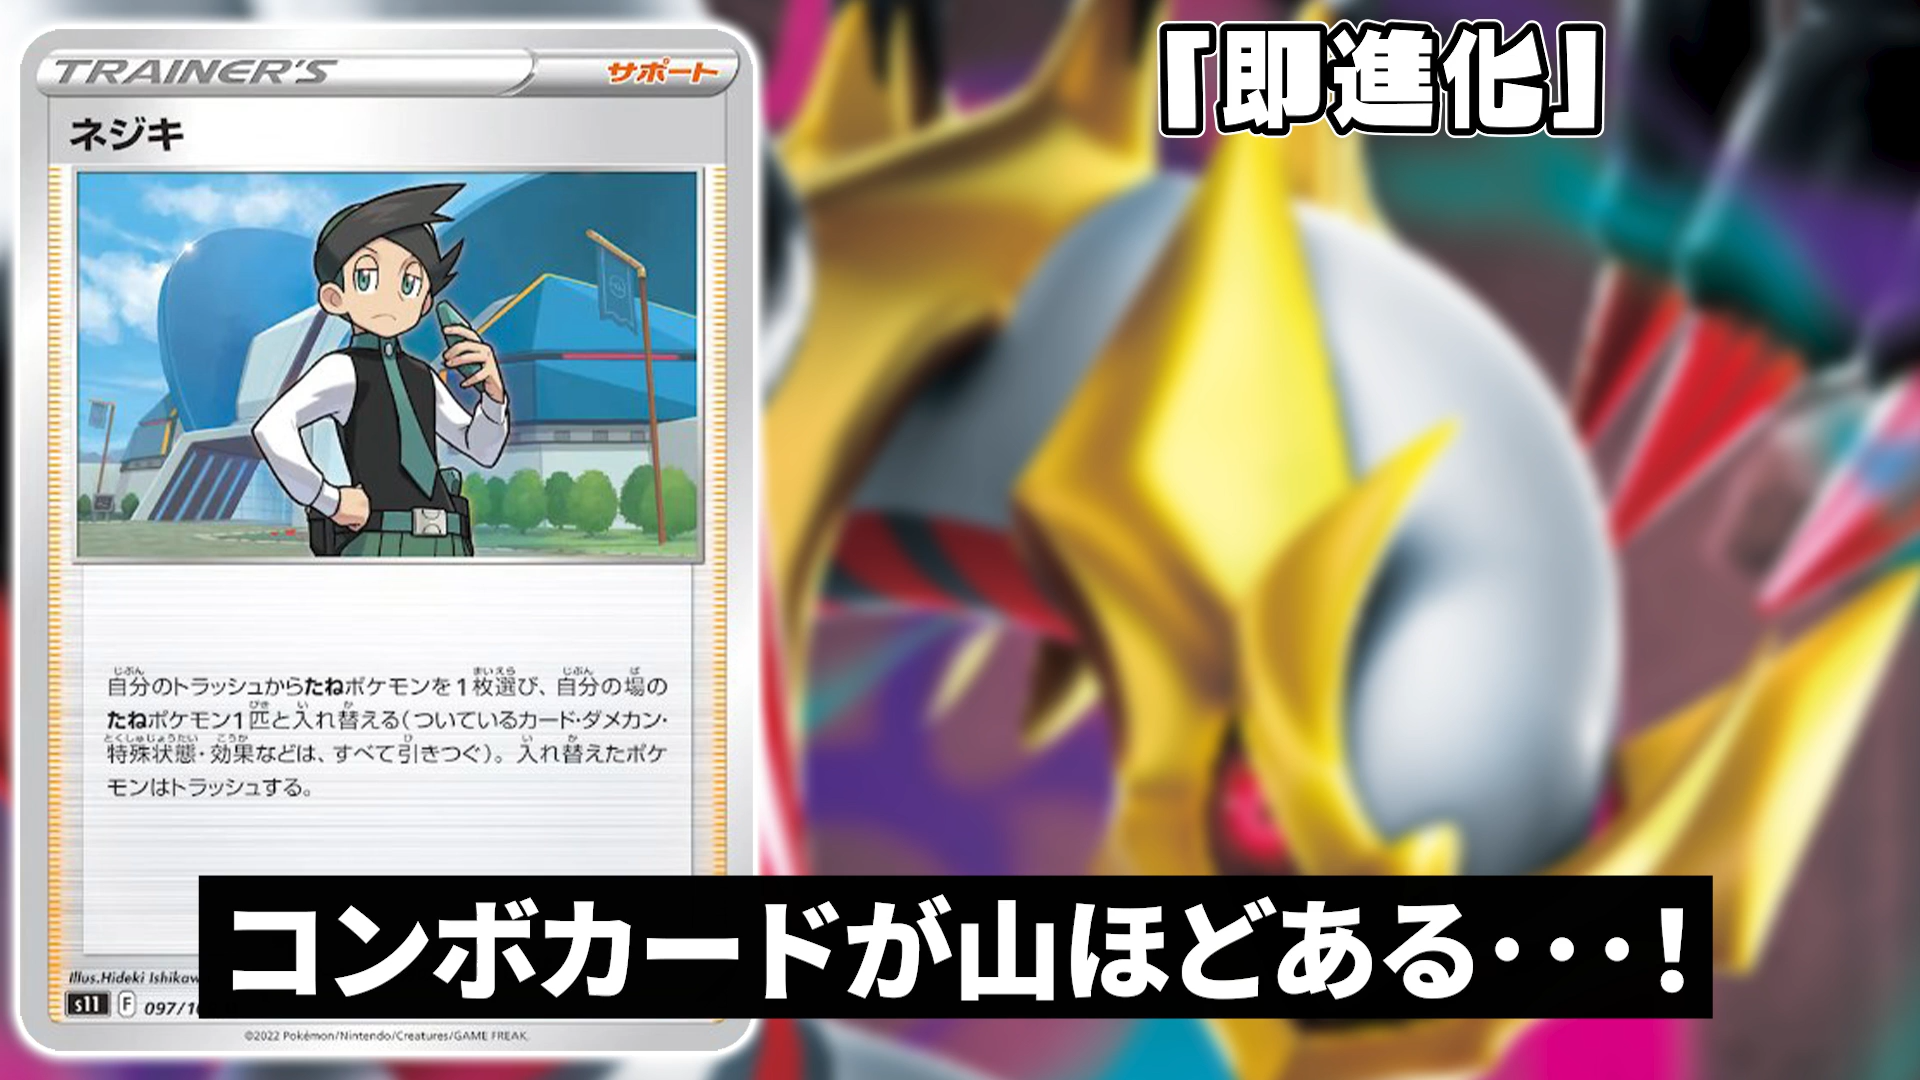 「即進化」
TRAINER'S サポート
ネジキ
自分のトラッシュからたねポケモンを1枚選び、自分の場の
たねポケモン1匹と入れ替える(ついているカード・ダメカン・
特殊状態・効果などは、すべて引きつぐ)。入れ替えたポケ
モンはトラッシュする。
コンボカードが山ほどある・・・!
Illus.Hideki Ishikaw
s11 F 097/1
©2022 Pokémon/Nintendo/Creatures/GAME FREAK.